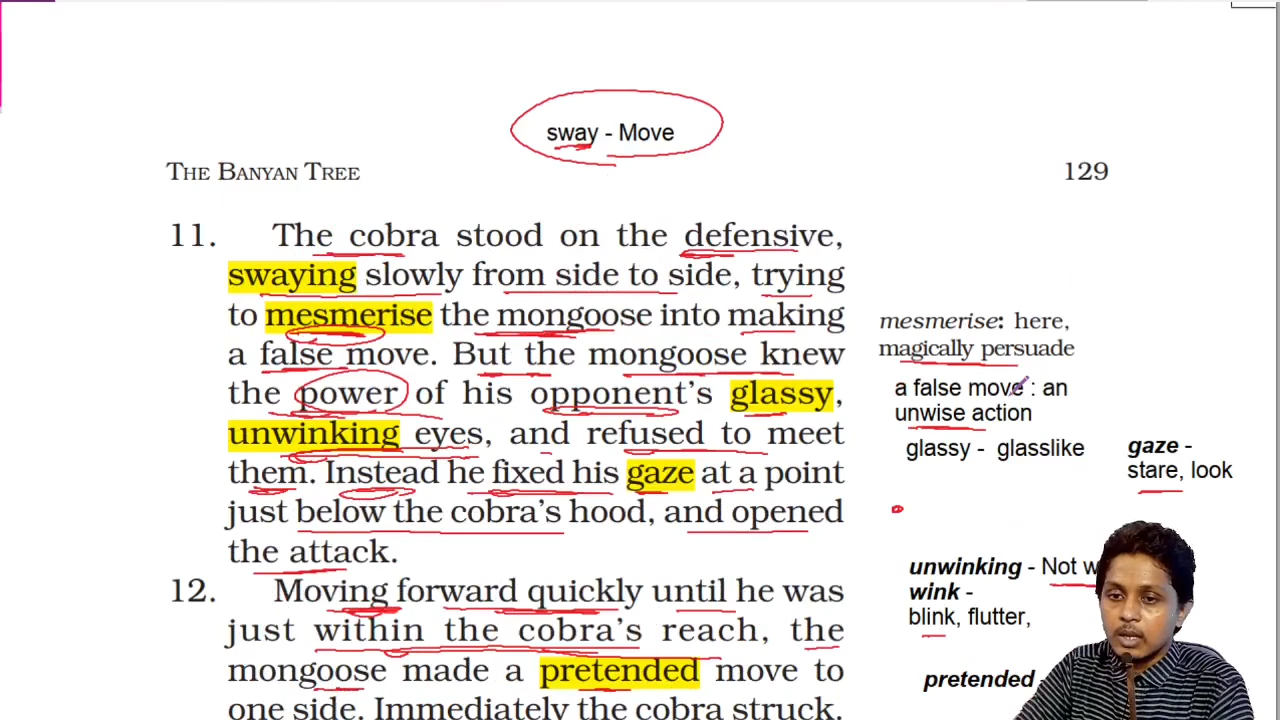 sway - Move
THE BANYAN TREE 129
11. The cobra stood on the defensive,
swaying slowly from side to side, trying
to mesmerise the mongoose into making
a false move. But the mongoose knew
the power of his opponent's glassy,
unwinking eyes, and refused to meet
them. Instead he fixed his gaze at a point
just below the cobra's hood, and opened
the attack.
12. Moving forward quickly until he was
just within the cobra's reach, the
mongoose made a pretended move to
one side. Immediately the cobra struck.
mesmerise: here,
magically persuade
a false move : an
unwise action
glassy - glasslike
gaze -
stare, look
unwinking - Not
wink -
blink, flutter,
pretended -